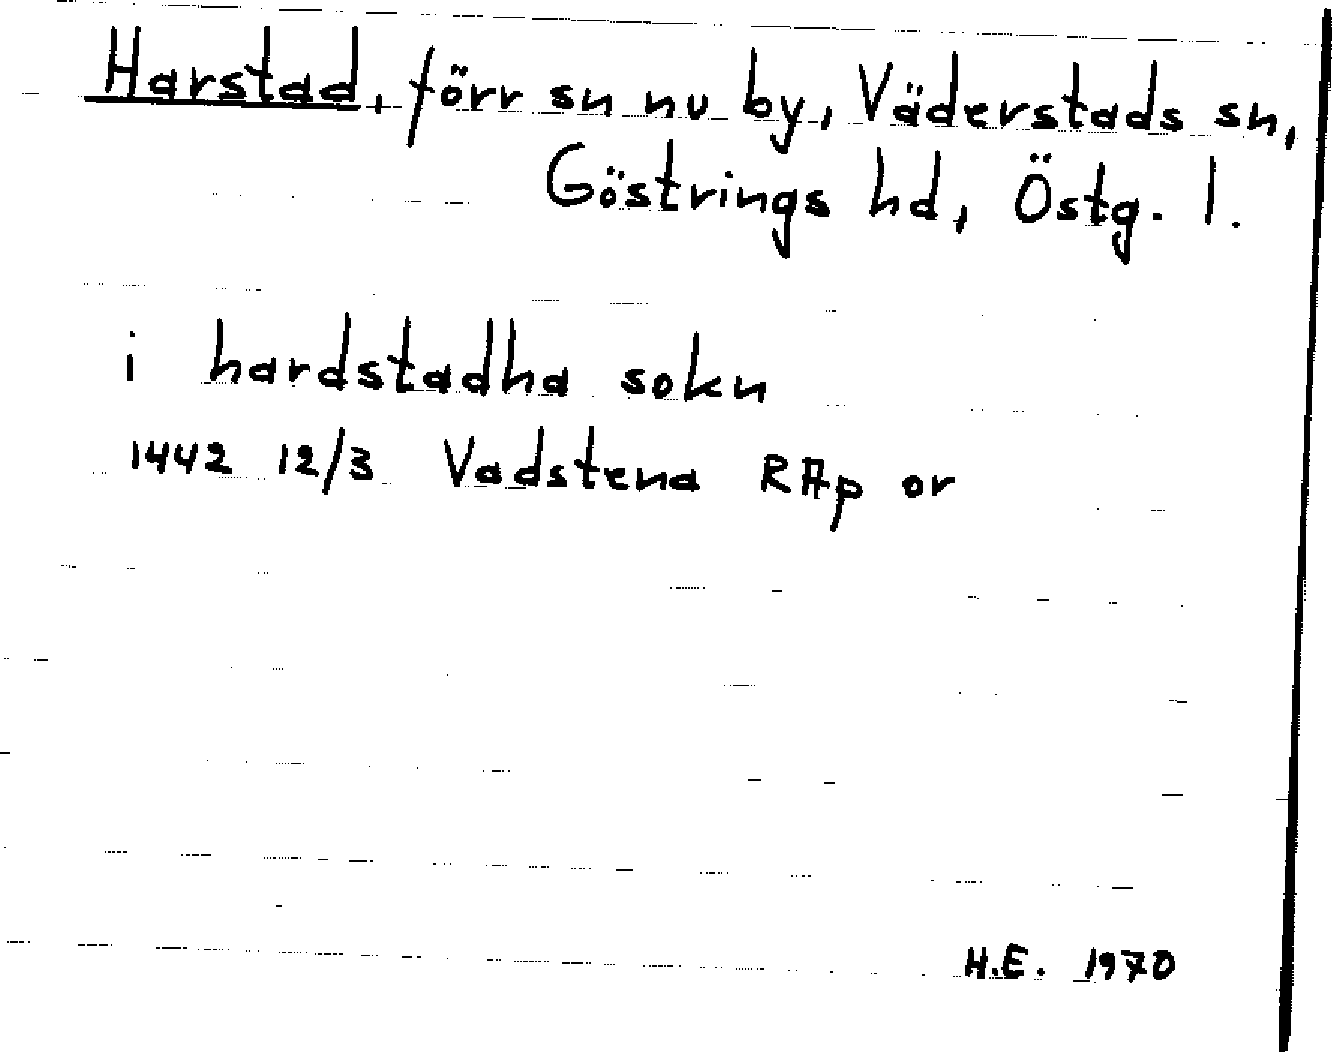 Harstad, förr sn nu by, Väderstads sn,
Göstrings hd, Östg. l.
i hardstadha sokn
1442 12/3 Vadstena RAp or
H.E. 1970